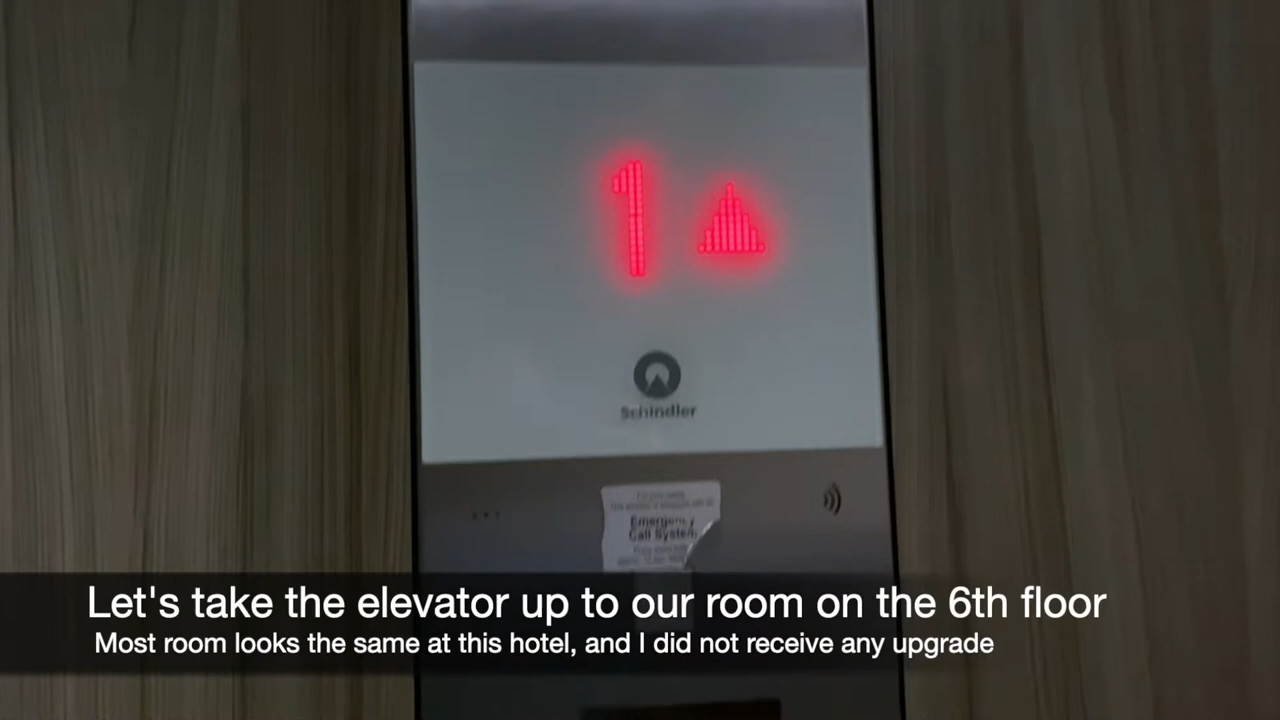 1
Schindler
Emergency
Call System
Let's take the elevator up to our room on the 6th floor
Most room looks the same at this hotel, and I did not receive any upgrade